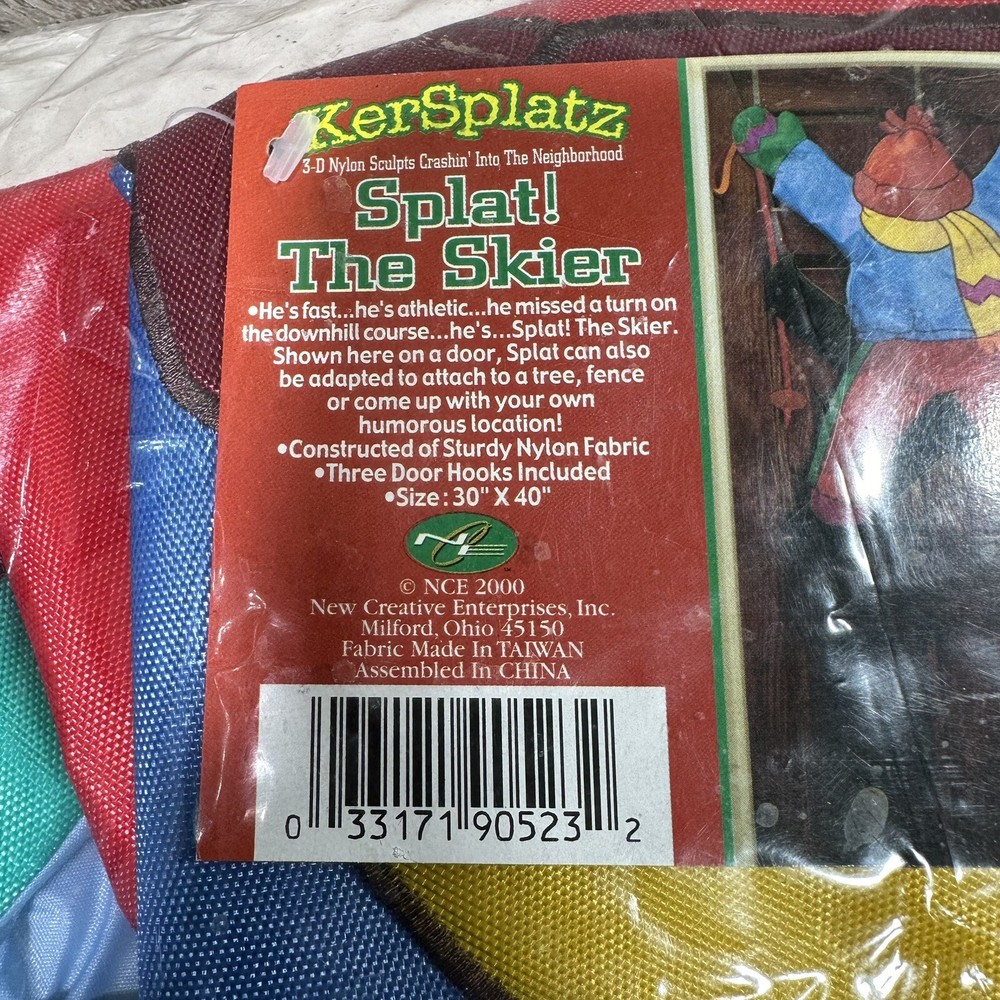 KerSplatz
3-D Nylon Sculpts Crashin' Into The Neighborhood
Splat!
The Skier
•He's fast...he's athletic...he missed a turn on
the downhill course...he's...Splat! The Skier.
Shown here on a door, Splat can also
be adapted to attach to a tree, fence
or come up with your own
humorous location!
•Constructed of Sturdy Nylon Fabric
•Three Door Hooks Included
•Size: 30" X 40"
NCE
™
© NCE 2000
New Creative Enterprises, Inc.
Milford, Ohio 45150
Fabric Made In TAIWAN
Assembled In CHINA
0 33171 90523 2